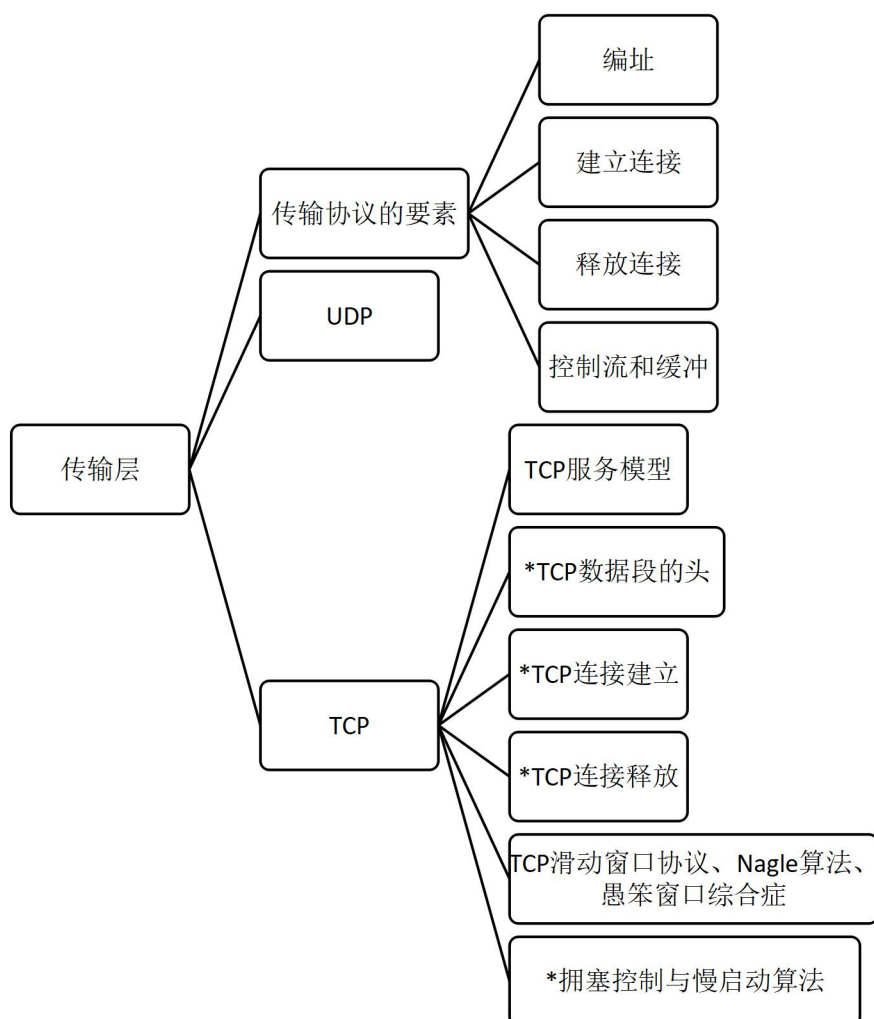 传输层
传输协议的要素
编址
建立连接
释放连接
控制流和缓冲
UDP
TCP
TCP服务模型
*TCP数据段的头
*TCP连接建立
*TCP连接释放
TCP滑动窗口协议、Nagle算法、
愚笨窗口综合症
*拥塞控制与慢启动算法